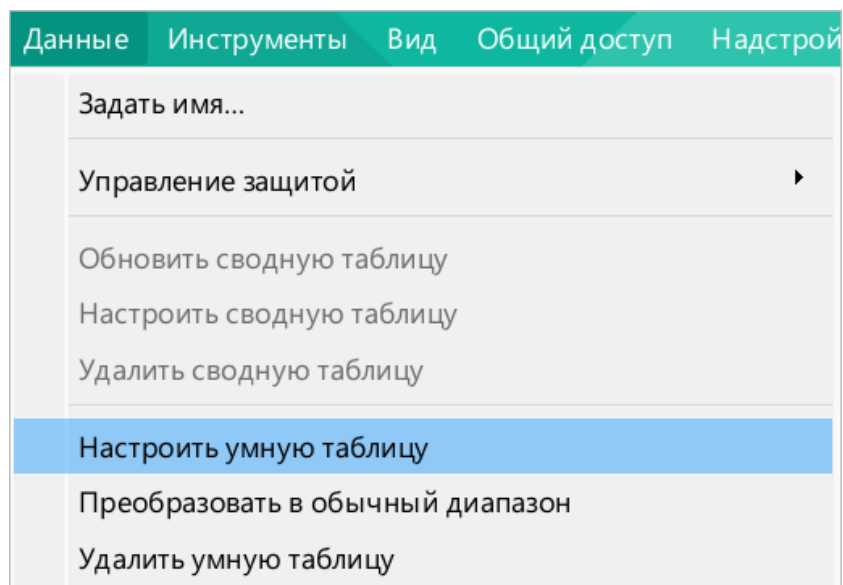 Данные Инструменты Вид Общий доступ Надстрой
Задать имя...
Управление защитой
Обновить сводную таблицу
Настроить сводную таблицу
Удалить сводную таблицу
Настроить умную таблицу
Преобразовать в обычный диапазон
Удалить умную таблицу